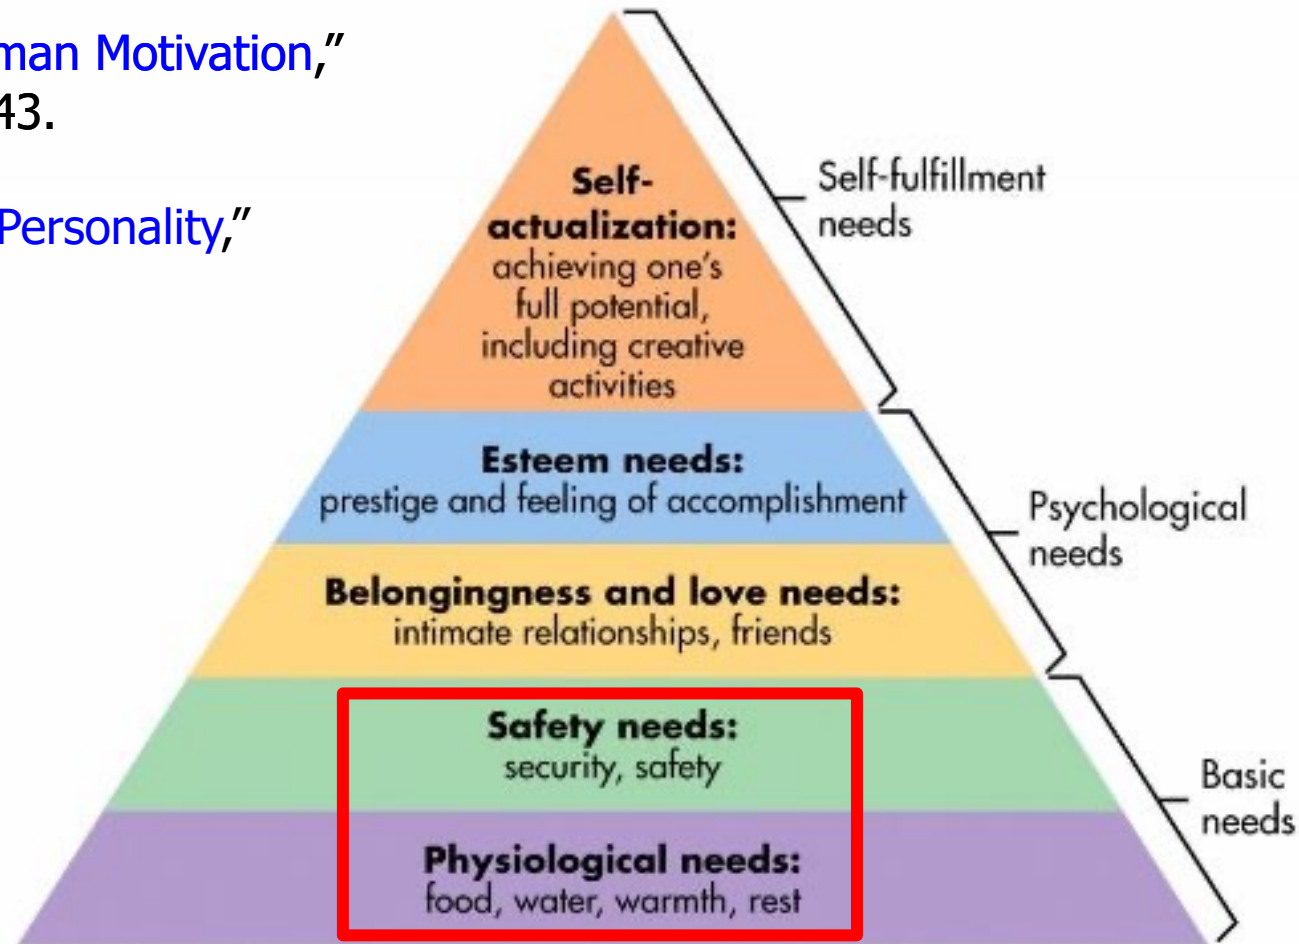 man Motivation,”
43.
Personality,”
Self-
actualization:
achieving one’s
full potential,
including creative
activities
Self-fulfillment
needs
Esteem needs:
prestige and feeling of accomplishment
Psychological
needs
Belongingness and love needs:
intimate relationships, friends
Safety needs:
security, safety
Basic
needs
Physiological needs:
food, water, warmth, rest